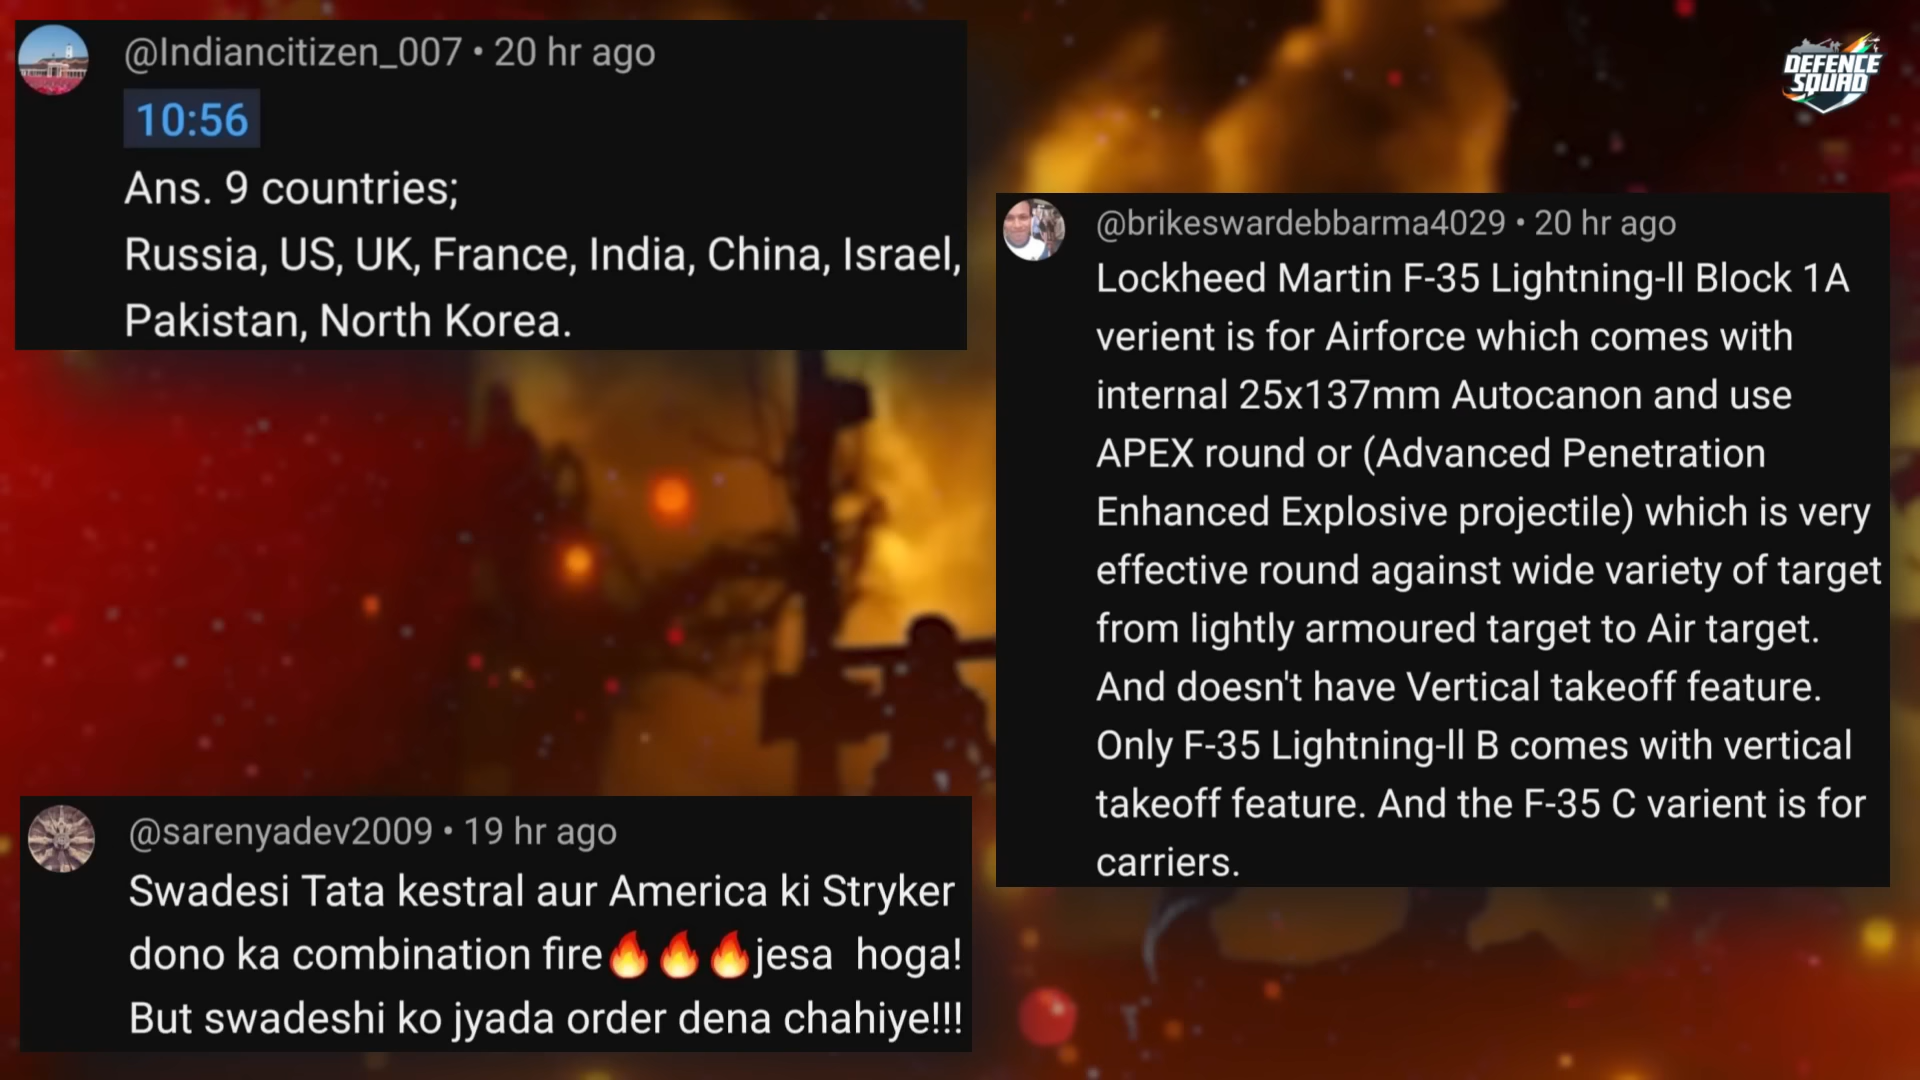 @Indiancitizen_007 • 20 hr ago
10:56
Ans. 9 countries;
Russia, US, UK, France, India, China, Israel,
Pakistan, North Korea.
DEFENCE
SQUAD
@brikeswardebbarma4029 • 20 hr ago
Lockheed Martin F-35 Lightning-ll Block 1A
verient is for Airforce which comes with
internal 25x137mm Autocanon and use
APEX round or (Advanced Penetration
Enhanced Explosive projectile) which is very
effective round against wide variety of target
from lightly armoured target to Air target.
And doesn't have Vertical takeoff feature.
Only F-35 Lightning-ll B comes with vertical
takeoff feature. And the F-35 C varient is for
carriers.
@sarenyadev2009 • 19 hr ago
Swadesi Tata kestral aur America ki Stryker
dono ka combination fire🔥🔥🔥jesa hoga!
But swadeshi ko jyada order dena chahiye!!!